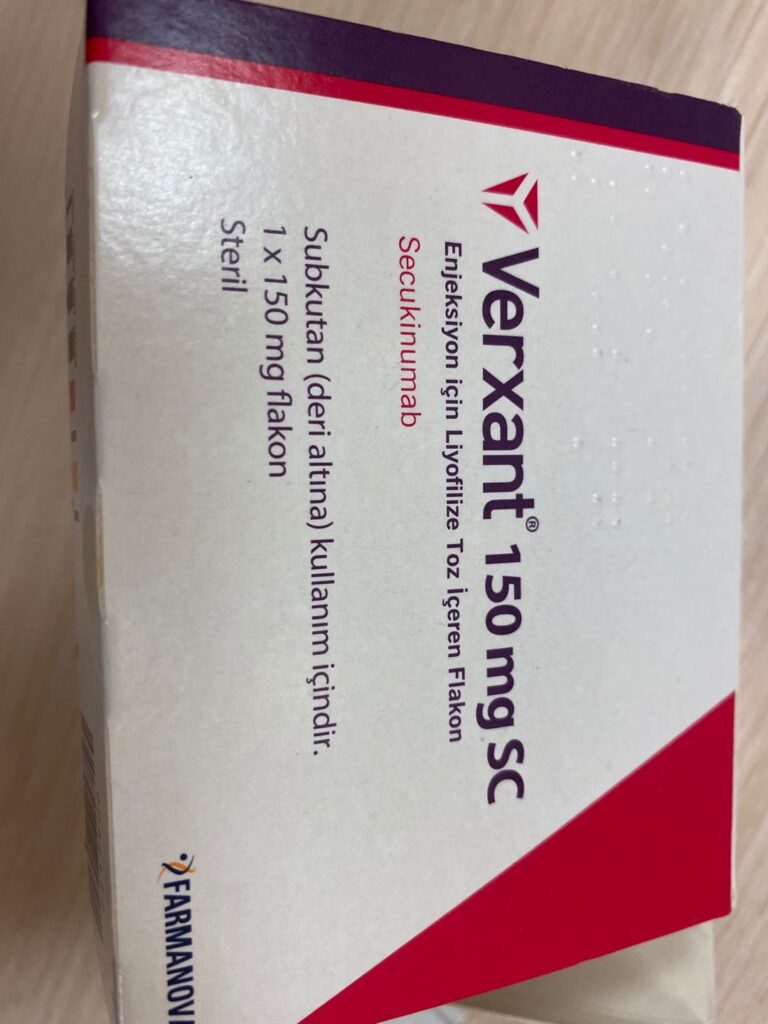 Verxant® 150 mg SC
Enjeksiyon için Liyofilize Toz İçeren Flakon
Secukinumab
Subkutan (deri altına) kullanım içindir.
1 x 150 mg flakon
Steril